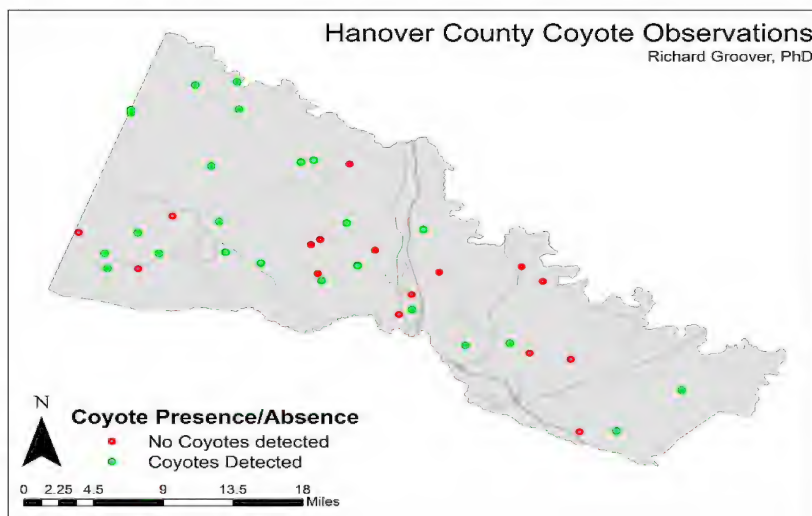 Hanover County Coyote Observations
Richard Groover, PhD
N
Coyote Presence/Absence
No Coyotes detected
Coyotes Detected
0 2.25 4.5 9 13.5 18
Miles